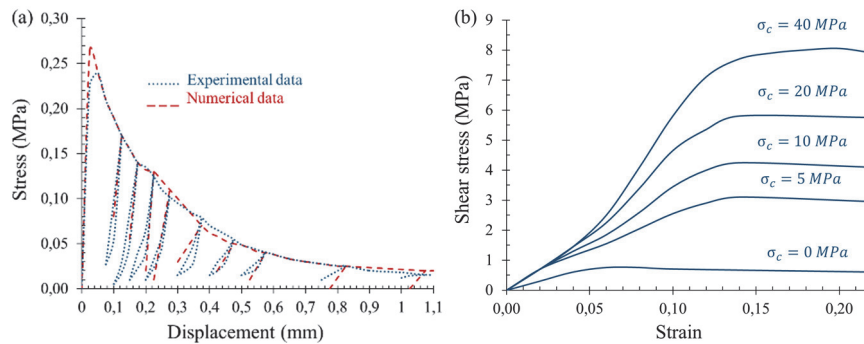 (a)
0,30
0,25
0,20
0,15
0,10
0,05
0,00
Stress (MPa)
Experimental data
Numerical data
0 0,1 0,2 0,3 0,4 0,5 0,6 0,7 0,8 0,9 1 1,1
Displacement (mm)
(b)
9
8
7
6
5
4
3
2
1
0
Shear stress (MPa)
σc = 40 MPa
σc = 20 MPa
σc = 10 MPa
σc = 5 MPa
σc = 0 MPa
0,00 0,05 0,10 0,15 0,20
Strain